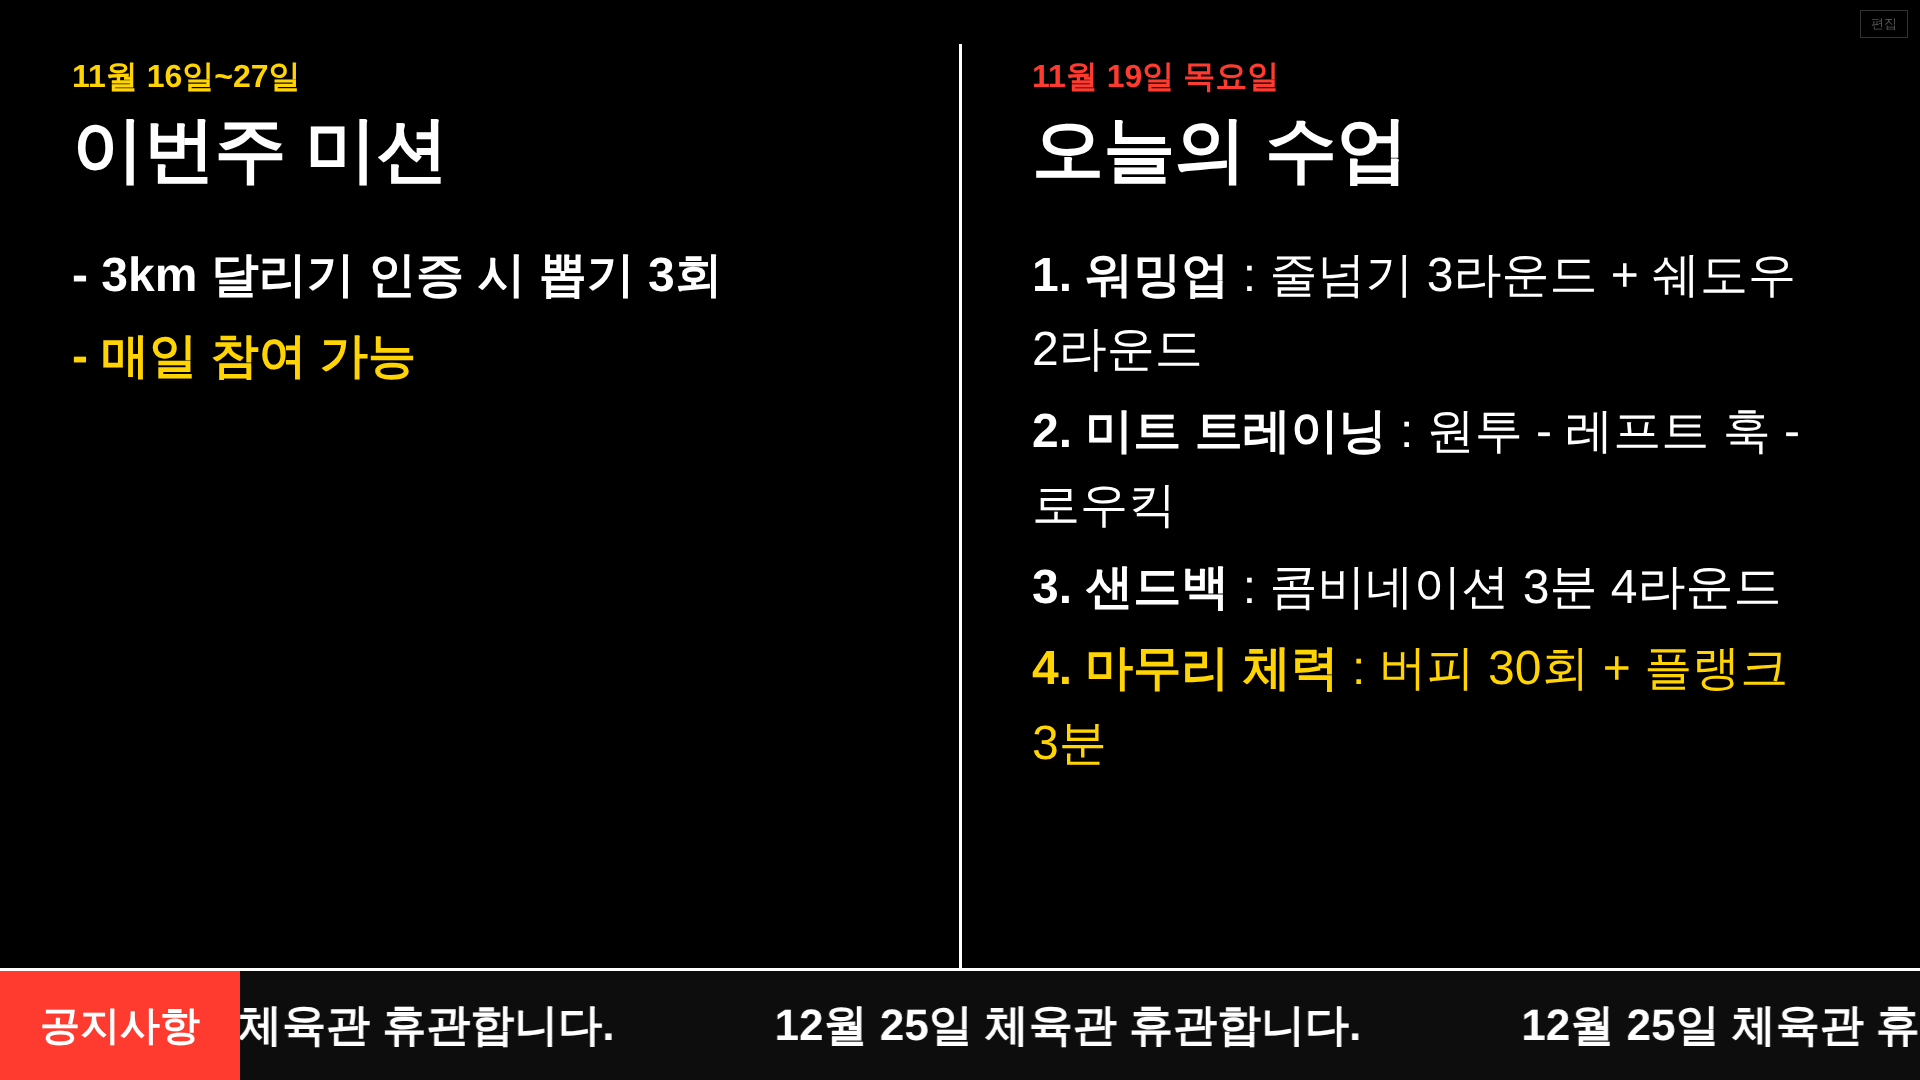 편집
11월 16일~27일
이번주 미션
- 3km 달리기 인증 시 뽑기 3회
- 매일 참여 가능
11월 19일 목요일
오늘의 수업
1. 워밍업 : 줄넘기 3라운드 + 쉐도우
2라운드
2. 미트 트레이닝 : 원투 - 레프트 훅 -
로우킥
3. 샌드백 : 콤비네이션 3분 4라운드
4. 마무리 체력 : 버피 30회 + 플랭크
3분
공지사항 체육관 휴관합니다. 12월 25일 체육관 휴관합니다. 12월 25일 체육관 휴